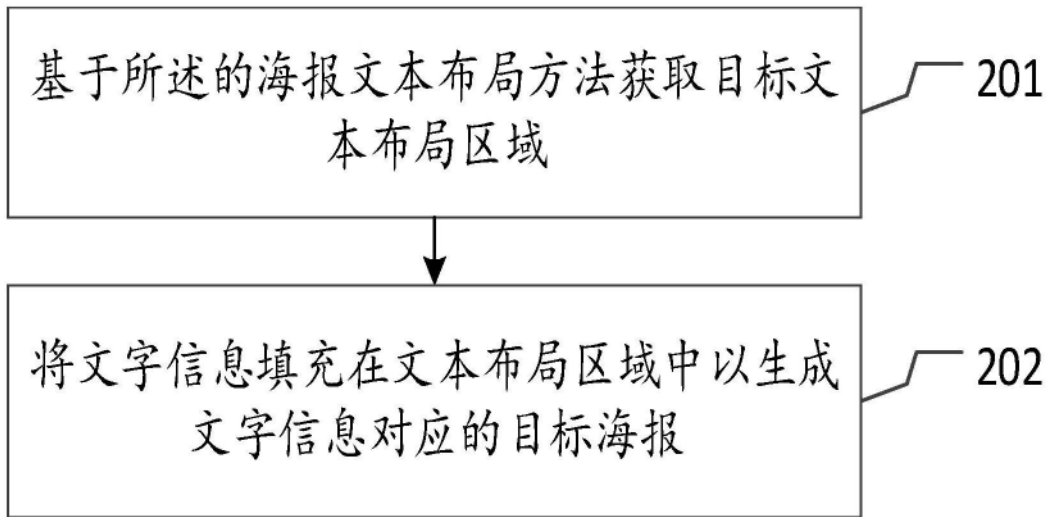 基于所述的海报文本布局方法获取目标文
本布局区域
201
将文字信息填充在文本布局区域中以生成
文字信息对应的目标海报
202